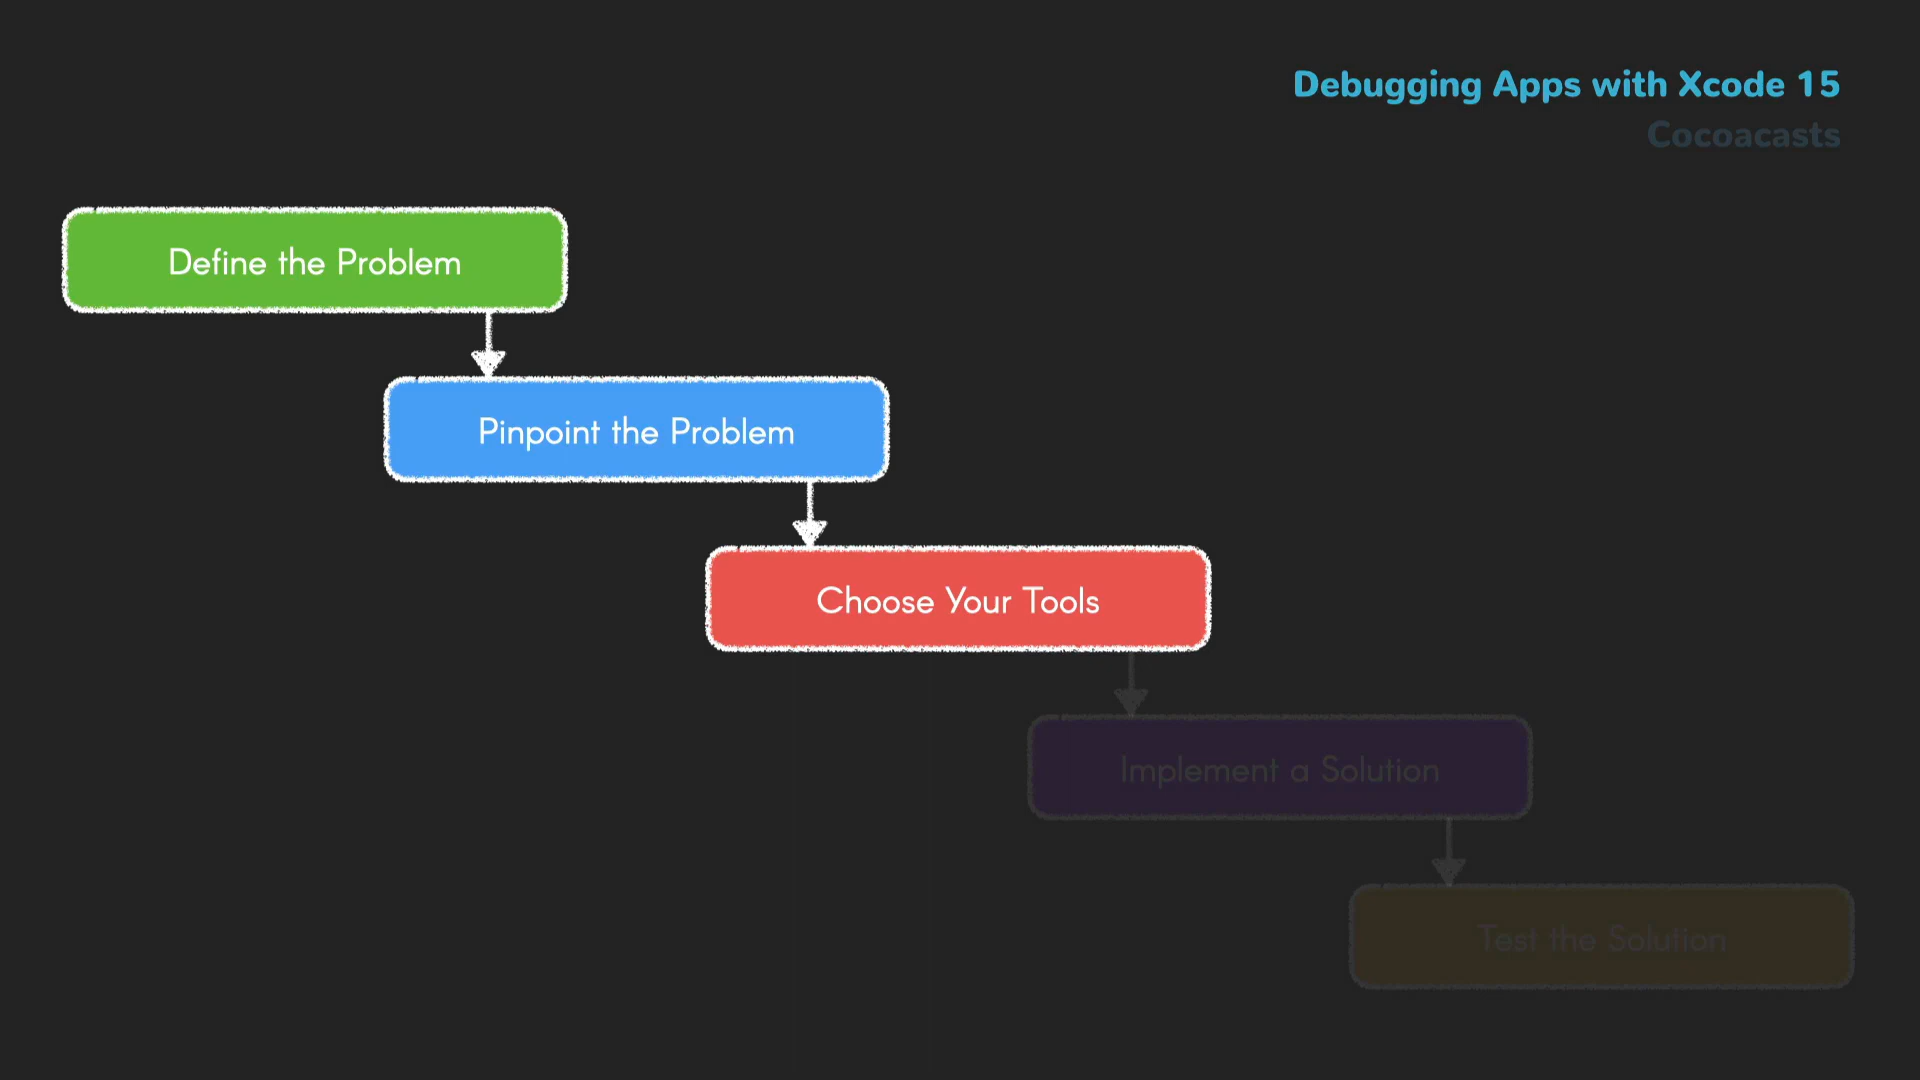 Debugging Apps with Xcode 15
Cocoacasts
Define the Problem
Pinpoint the Problem
Choose Your Tools
Implement a Solution
Test the Solution